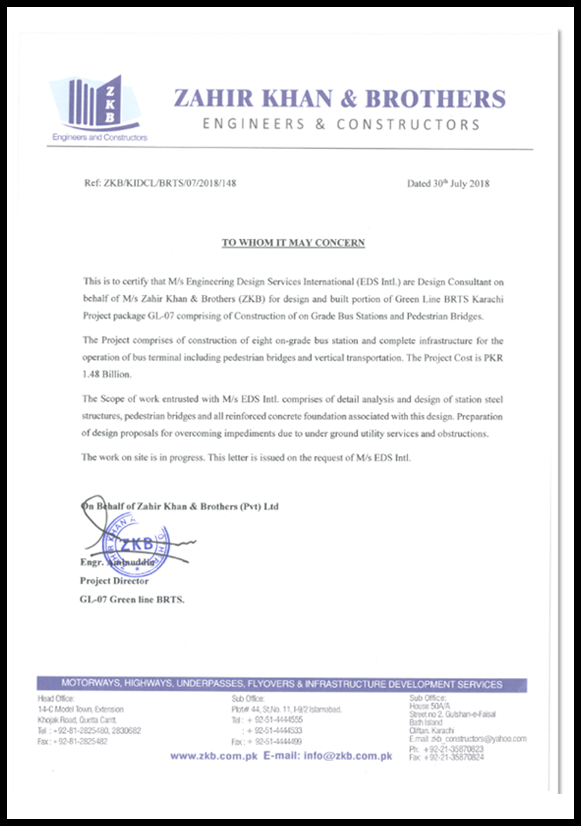 ZKB
Engineers and Constructors
ZAHIR KHAN & BROTHERS
ENGINEERS & CONSTRUCTORS
Ref: ZKB/KIDCL/BRTS/07/2018/148
Dated 30th July 2018
TO WHOM IT MAY CONCERN
This is to certify that M/s Engineering Design Services International (EDS Intl.) are Design Consultant on
behalf of M/s Zahir Khan & Brothers (ZKB) for design and built portion of Green Line BRTS Karachi
Project package GL-07 comprising of Construction of on Grade Bus Stations and Pedestrian Bridges.
The Project comprises of construction of eight on-grade bus station and complete infrastructure for the
operation of bus terminal including pedestrian bridges and vertical transportation. The Project Cost is PKR
1.48 Billion.
The Scope of work entrusted with M/s EDS Intl. comprises of detail analysis and design of station steel
structures, pedestrian bridges and all reinforced concrete foundation associated with this design. Preparation
of design proposals for overcoming impediments due to under ground utility services and obstructions.
The work on site is in progress. This letter is issued on the request of M/s EDS Intl.
On Behalf of Zahir Khan & Brothers (Pvt) Ltd
ZKB
Engr.
Project Director
GL-07 Green line BRTS.
MOTORWAYS, HIGHWAYS, UNDERPASSES, FLYOVERS & INFRASTRUCTURE DEVELOPMENT SERVICES
Head Office:
14-C Model Town, Extension
Khojak Road, Quetta Cantt.
Tel : +92-81-2825480, 2830682
Fax : +92-81-2825482
Sub Office:
Plot# 44, St,No. 11, I-9/2 Islamabad.
Tel : + 92-51-4444555
: + 92-51-4444533
Fax : + 92-51-4444499
Sub Office:
House 50A/A
Street no 2, Gulshan-e-Faisal
Bath Island
Clifton, Karachi
E.mail zkb_constructors@yahoo.com
Ph: +92-21-35870823
Fax: +92-21-35870824
www.zkb.com.pk E-mail: info@zkb.com.pk